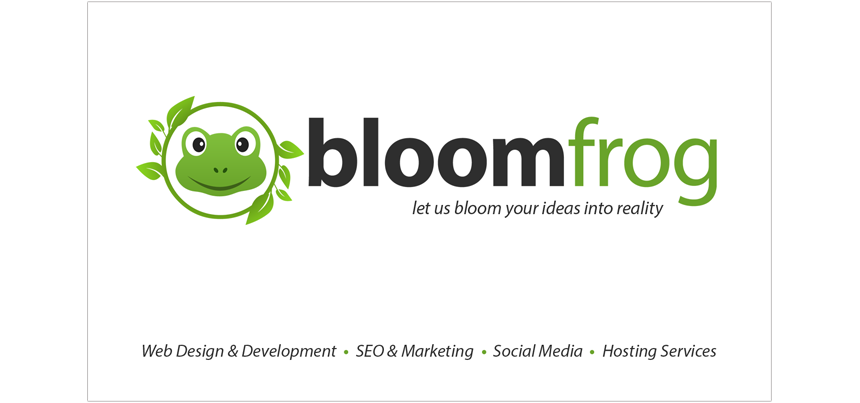 bloomfrog
let us bloom your ideas into reality
Web Design & Development • SEO & Marketing • Social Media • Hosting Services